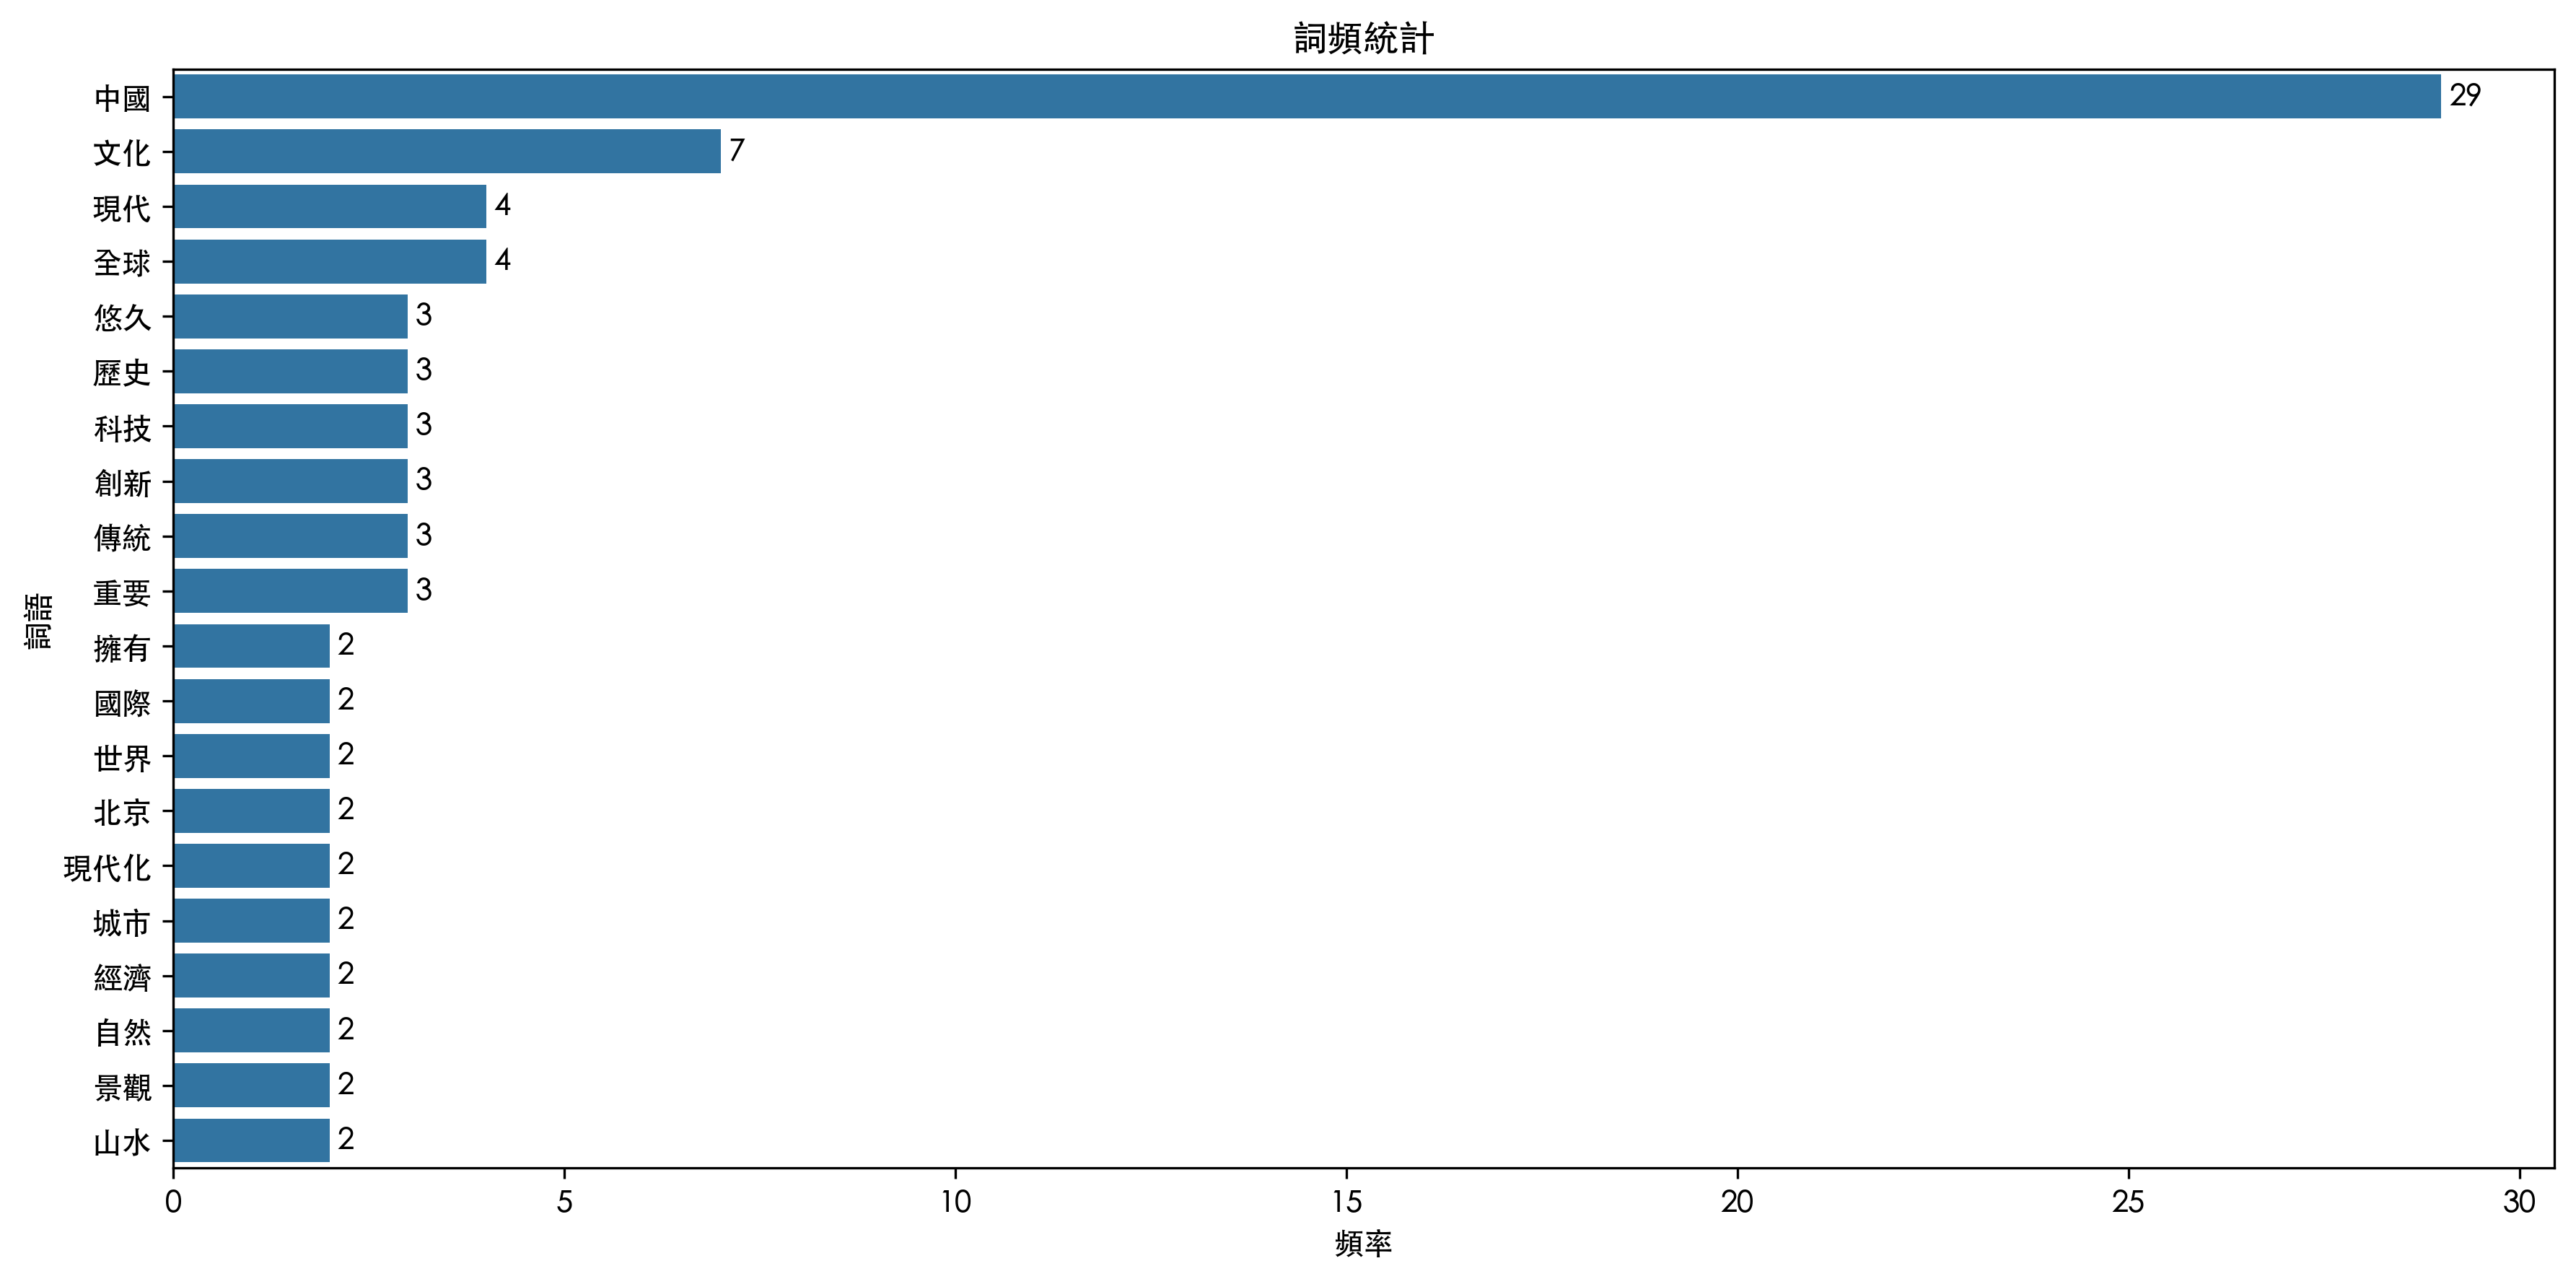 詞頻統計
中國 29
文化 7
現代 4
全球 4
悠久 3
歷史 3
科技 3
創新 3
傳統 3
重要 3
擁有 2
國際 2
世界 2
北京 2
現代化 2
城市 2
經濟 2
自然 2
景觀 2
山水 2
詞語
0 5 10 15 20 25 30
頻率